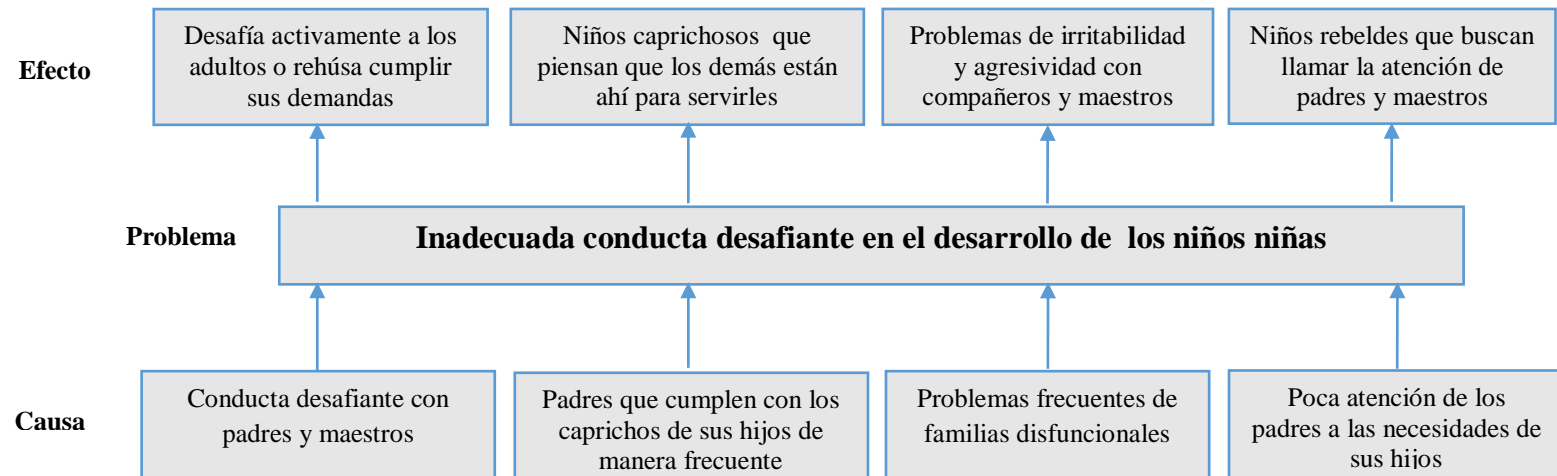 Efecto
Desafía activamente a los
adultos o rehúsa cumplir
sus demandas
Niños caprichosos que
piensan que los demás están
ahí para servirles
Problemas de irritabilidad
y agresividad con
compañeros y maestros
Niños rebeldes que buscan
llamar la atención de
padres y maestros
Problema
Inadecuada conducta desafiante en el desarrollo de los niños niñas
Causa
Conducta desafiante con
padres y maestros
Padres que cumplen con los
caprichos de sus hijos de
manera frecuente
Problemas frecuentes de
familias disfuncionales
Poca atención de los
padres a las necesidades de
sus hijos